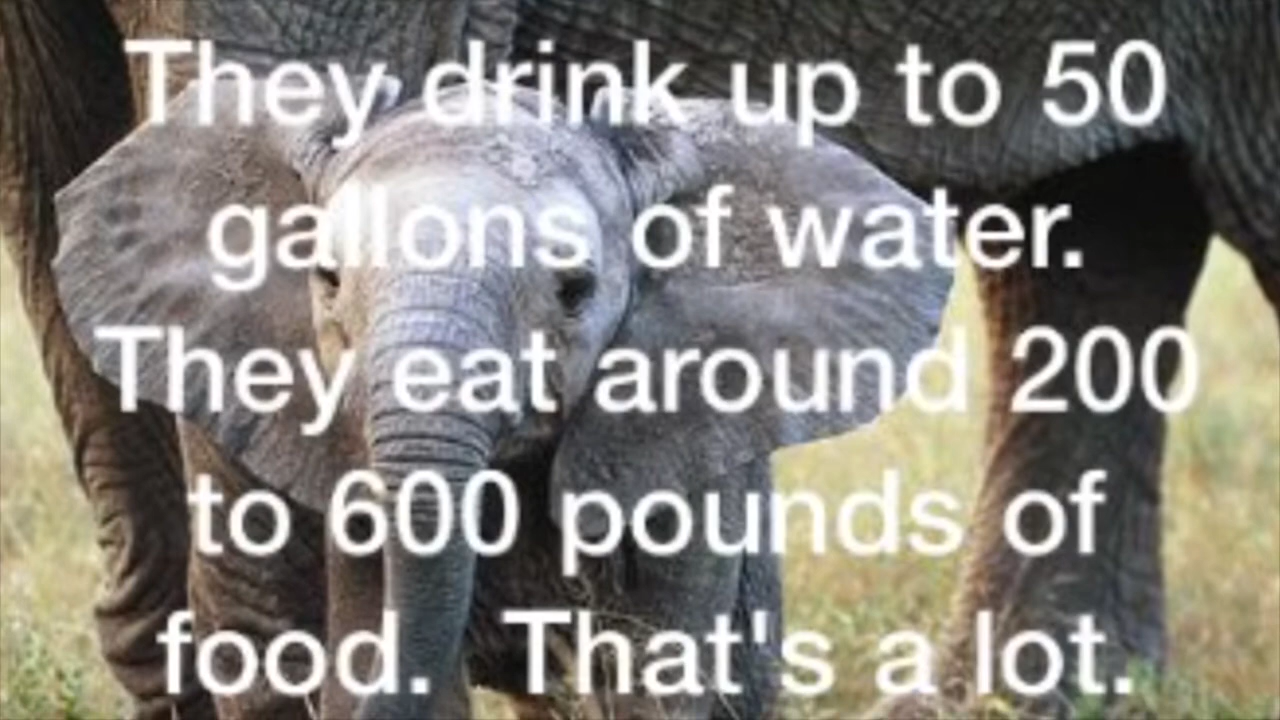 They drink up to 50
gallons of water.
They eat around 200
to 600 pounds of
food.  That's a lot.